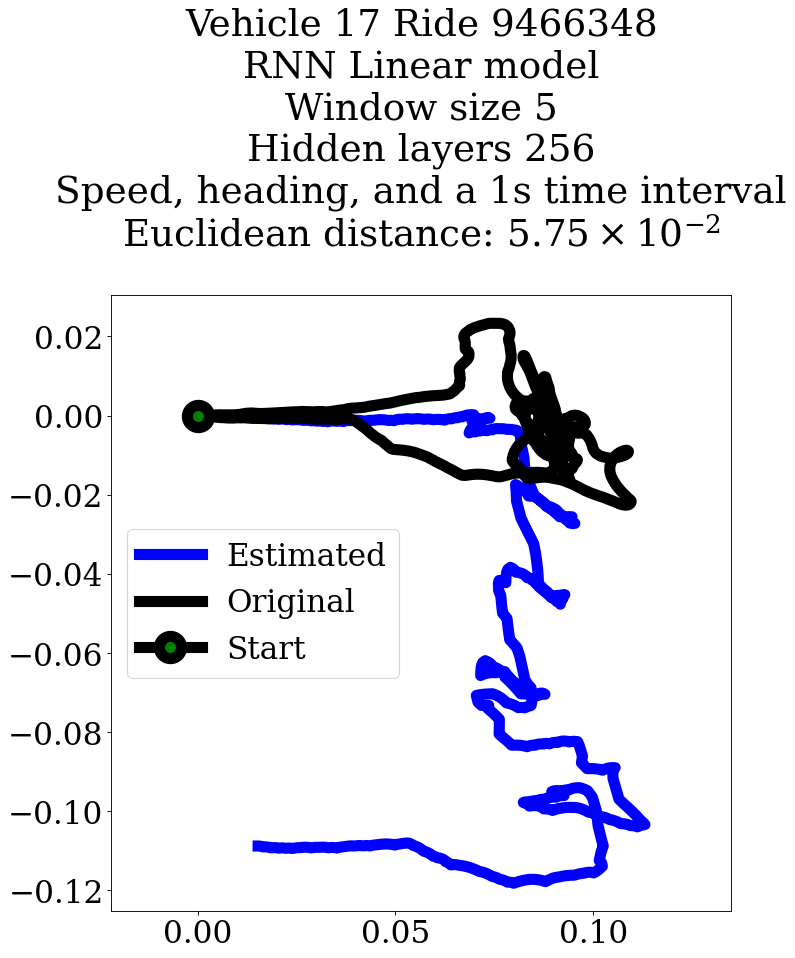 Vehicle 17 Ride 9466348
RNN Linear model
Window size 5
Hidden layers 256
Speed, heading, and a 1s time interval
Euclidean distance: 5.75 × 10⁻²
0.02
0.00
−0.02
−0.04
−0.06
−0.08
−0.10
−0.12
Estimated
Original
Start
0.00 0.05 0.10